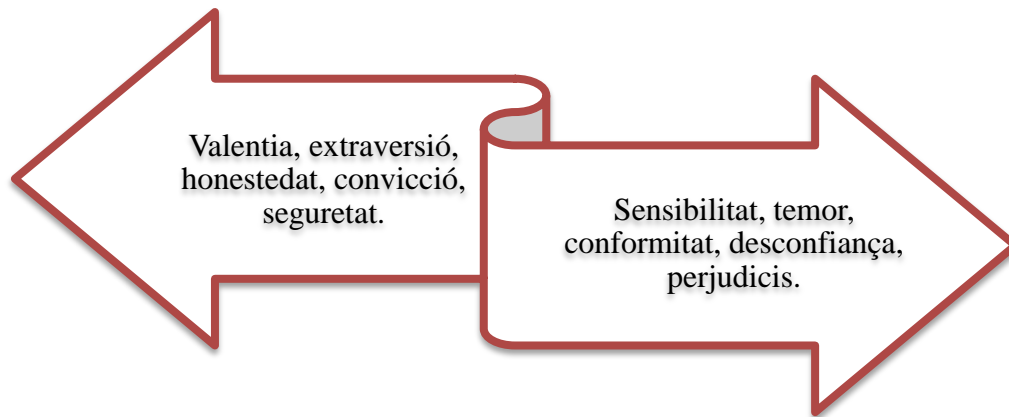 Valentia, extraversió,
honestedat, convicció,
seguretat.
Sensibilitat, temor,
conformitat, desconfiança,
perjudicis.